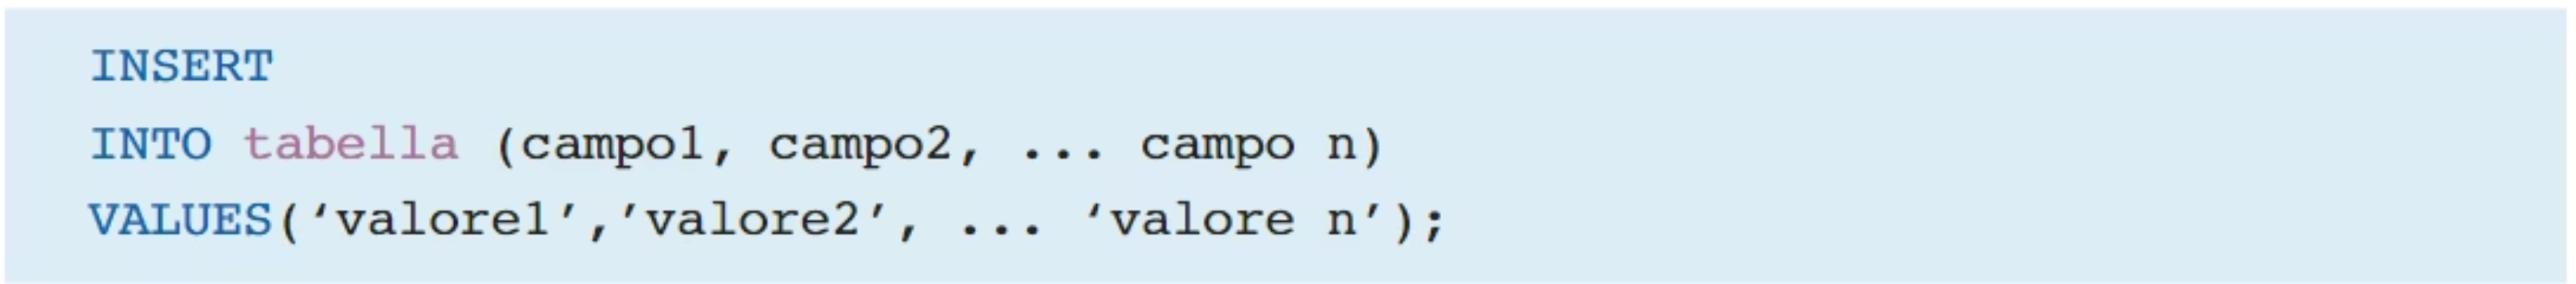 INSERT
INTO tabella (campo1, campo2, ... campo n)
VALUES(‘valore1’,’valore2’, ... ‘valore n’);